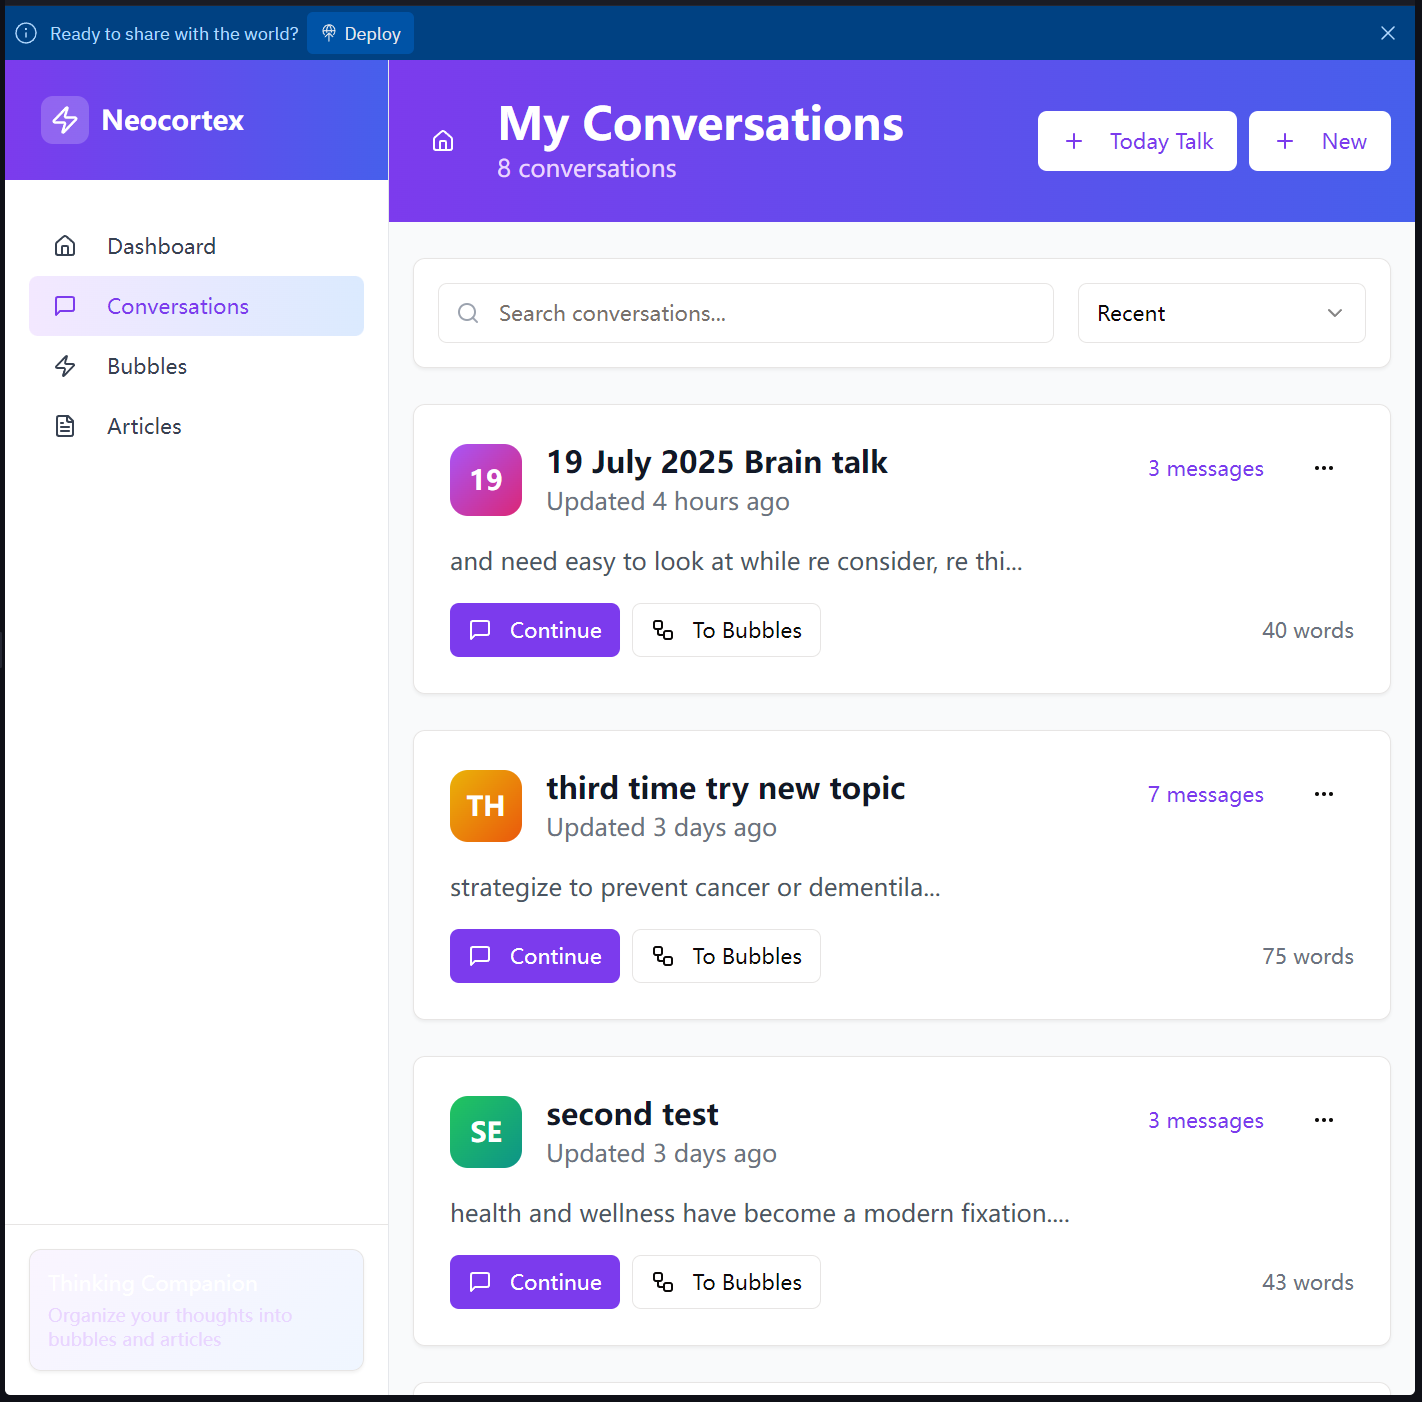 Ready to share with the world?
Deploy
Neocortex
Dashboard
Conversations
Bubbles
Articles
Thinking Companion
Organize your thoughts into
bubbles and articles
My Conversations
8 conversations
Today Talk
New
Search conversations...
Recent
19
19 July 2025 Brain talk
Updated 4 hours ago
3 messages
and need easy to look at while re consider, re thi...
Continue
To Bubbles
40 words
TH
third time try new topic
Updated 3 days ago
7 messages
strategize to prevent cancer or dementila...
Continue
To Bubbles
75 words
SE
second test
Updated 3 days ago
3 messages
health and wellness have become a modern fixation....
Continue
To Bubbles
43 words